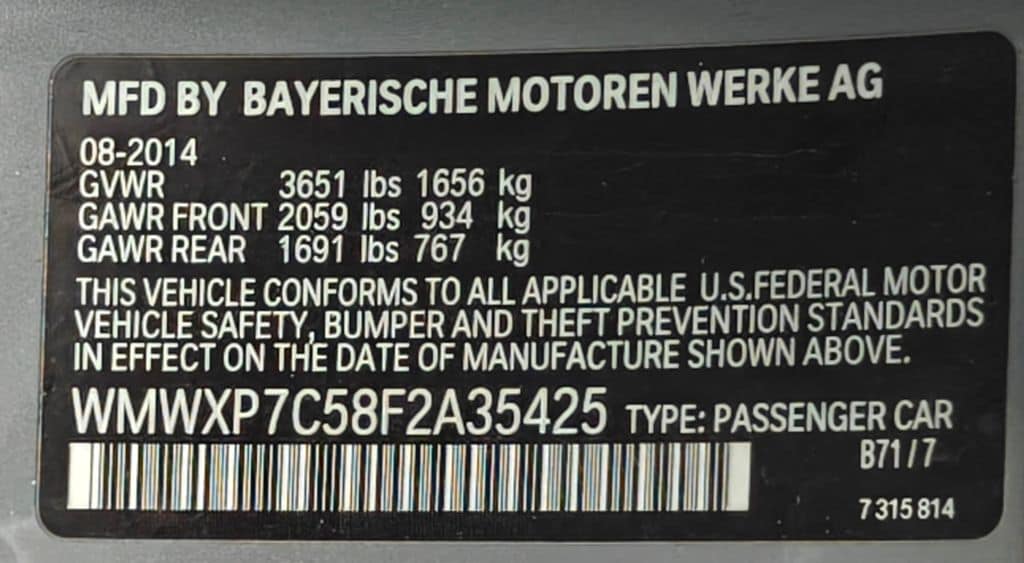 MFD BY BAYERISCHE MOTOREN WERKE AG
08-2014
GVWR 3651 lbs 1656 kg
GAWR FRONT 2059 lbs 934 kg
GAWR REAR 1691 lbs 767 kg
THIS VEHICLE CONFORMS TO ALL APPLICABLE U.S.FEDERAL MOTOR
VEHICLE SAFETY, BUMPER AND THEFT PREVENTION STANDARDS
IN EFFECT ON THE DATE OF MANUFACTURE SHOWN ABOVE.
WMWXP7C58F2A35425 TYPE: PASSENGER CAR
B71/7
7 315 814